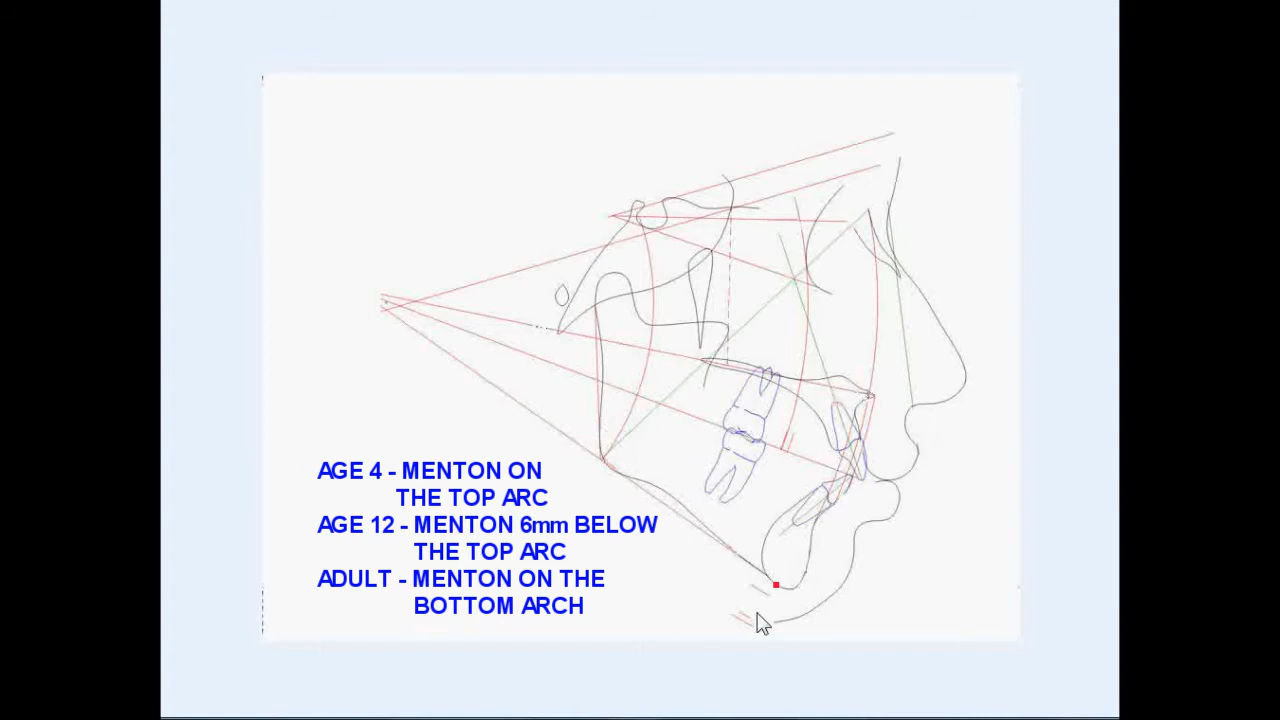 AGE 4 - MENTON ON
THE TOP ARC
AGE 12 - MENTON 6mm BELOW
THE TOP ARC
ADULT - MENTON ON THE
BOTTOM ARCH